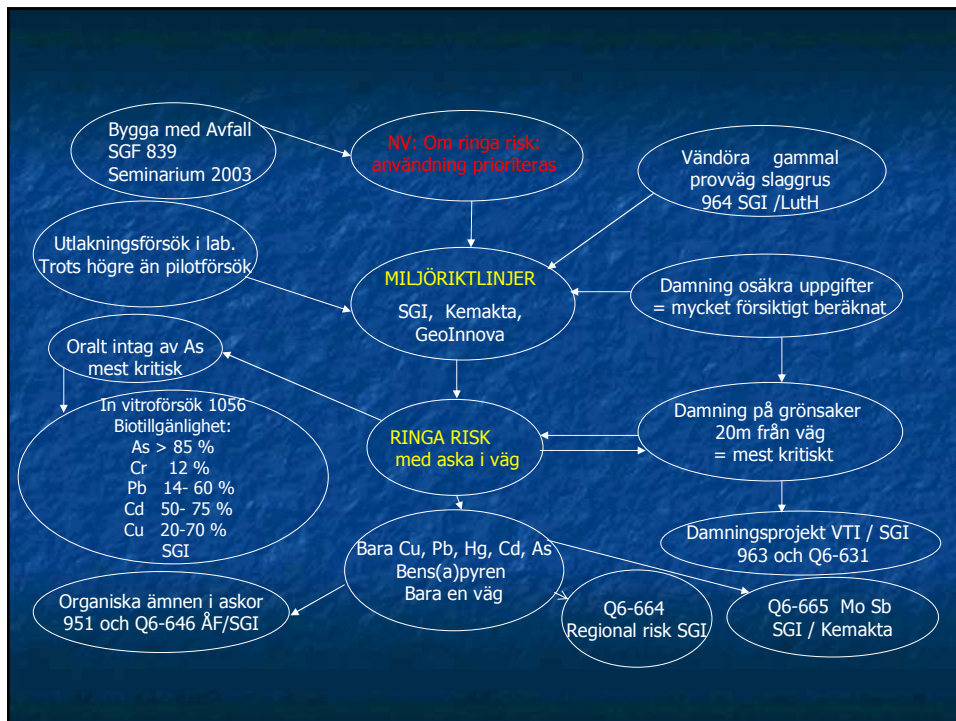 Bygga med Avfall
SGF 839
Seminarium 2003
NV: Om ringa risk:
användning prioriteras
Vändöra gammal
provväg slaggrus
964 SGI /LutH
Utlakningsförsök i lab.
Trots högre än pilotförsök
MILJÖRIKTLINJER
SGI, Kemakta,
GeoInnova
Damning osäkra uppgifter
= mycket försiktigt beräknat
Oralt intag av As
mest kritisk
In vitroförsök 1056
Biotillgänlighet:
As > 85 %
Cr 12 %
Pb 14- 60 %
Cd 50- 75 %
Cu 20-70 %
SGI
RINGA RISK
med aska i väg
Damning på grönsaker
20m från väg
= mest kritiskt
Bara Cu, Pb, Hg, Cd, As
Bens(a)pyren
Bara en väg
Damningsprojekt VTI / SGI
963 och Q6-631
Organiska ämnen i askor
951 och Q6-646 ÅF/SGI
Q6-664
Regional risk SGI
Q6-665 Mo Sb
SGI / Kemakta